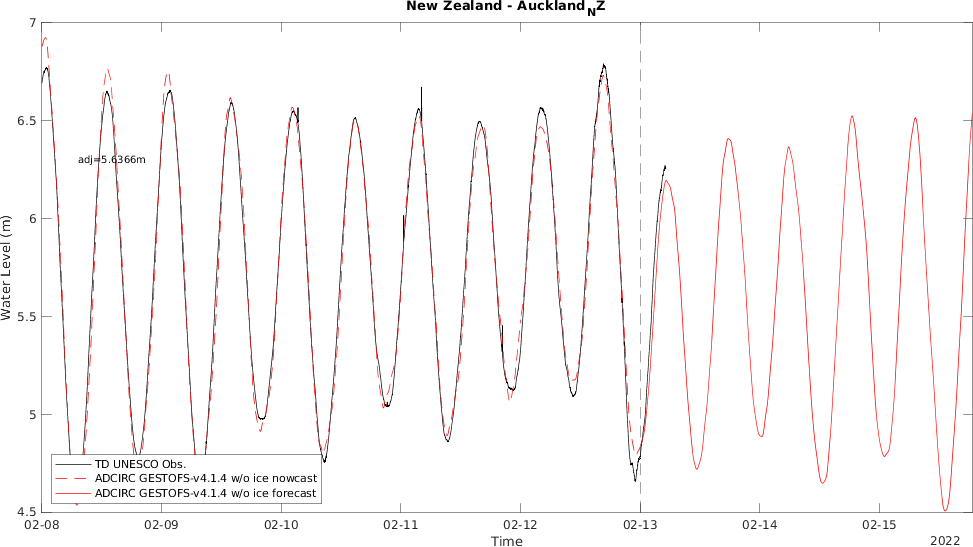 New Zealand - Auckland_NZ
7
6.5
6
5.5
5
4.5
Water Level (m)
adj=5.6366m
TD UNESCO Obs.
ADCIRC GESTOFS-v4.1.4 w/o ice nowcast
ADCIRC GESTOFS-v4.1.4 w/o ice forecast
02-08
02-09
02-10
02-11
02-12
02-13
02-14
02-15
Time
2022